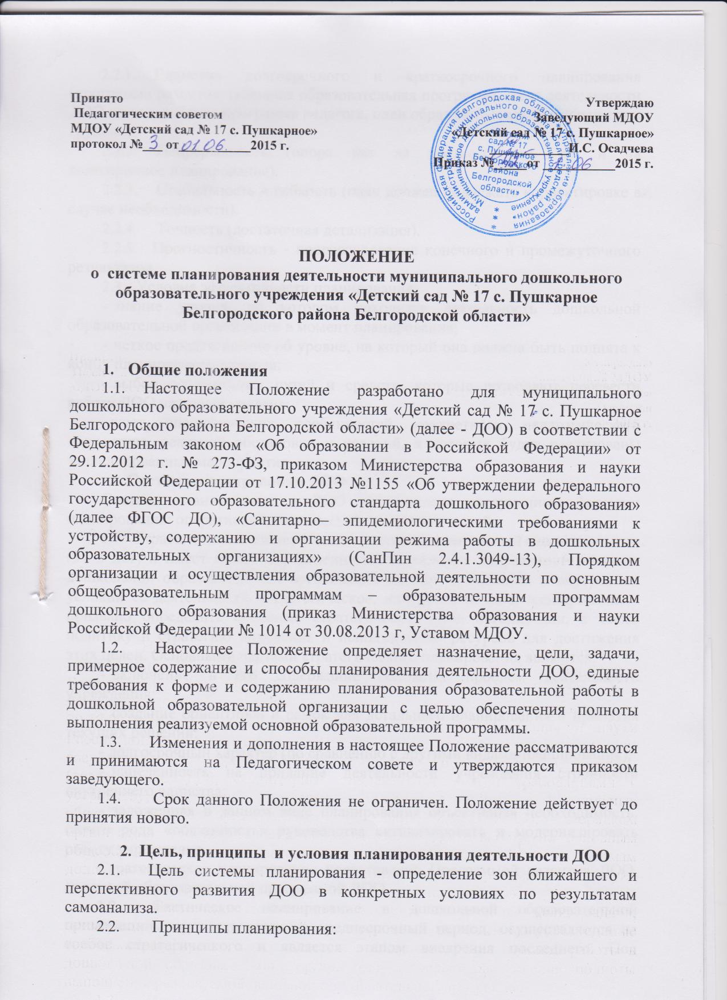 Принято
Педагогическим советом
МДОУ «Детский сад № 17 с. Пушкарное»
протокол № 3 от 01 06. 2015 г.
Утверждаю
Заведующий МДОУ
«Детский сад № 17 с. Пушкарное»
И.С. Осадчева
Приказ № от 06 2015 г.
«Детский
сад № 17
с. Пушкарное
Белгородского
района
Белгородской
области»
ПОЛОЖЕНИЕ
о системе планирования деятельности муниципального дошкольного
образовательного учреждения «Детский сад № 17 с. Пушкарное
Белгородского района Белгородской области»
1. Общие положения
1.1. Настоящее Положение разработано для муниципального
дошкольного образовательного учреждения «Детский сад № 17 с. Пушкарное
Белгородского района Белгородской области» (далее - ДОО) в соответствии с
Федеральным законом «Об образовании в Российской Федерации» от
29.12.2012 г. № 273-ФЗ, приказом Министерства образования и науки
Российской Федерации от 17.10.2013 №1155 «Об утверждении федерального
государственного образовательного стандарта дошкольного образования»
(далее ФГОС ДО), «Санитарно– эпидемиологическими требованиями к
устройству, содержанию и организации режима работы в дошкольных
образовательных организациях» (СанПин 2.4.1.3049-13), Порядком
организации и осуществления образовательной деятельности по основным
общеобразовательным программам – образовательным программам
дошкольного образования (приказ Министерства образования и науки
Российской Федерации № 1014 от 30.08.2013 г, Уставом МДОУ.
1.2. Настоящее Положение определяет назначение, цели, задачи,
примерное содержание и способы планирования деятельности ДОО, единые
требования к форме и содержанию планирования образовательной работы в
дошкольной образовательной организации с целью обеспечения полноты
выполнения реализуемой основной образовательной программы.
1.3. Изменения и дополнения в настоящее Положение рассматриваются
и принимаются на Педагогическом совете и утверждаются приказом
заведующего.
1.4. Срок данного Положения не ограничен. Положение действует до
принятия нового.
2. Цель, принципы и условия планирования деятельности ДОО
2.1. Цель системы планирования - определение зон ближайшего и
перспективного развития ДОО в конкретных условиях по результатам
самоанализа.
2.2. Принципы планирования: